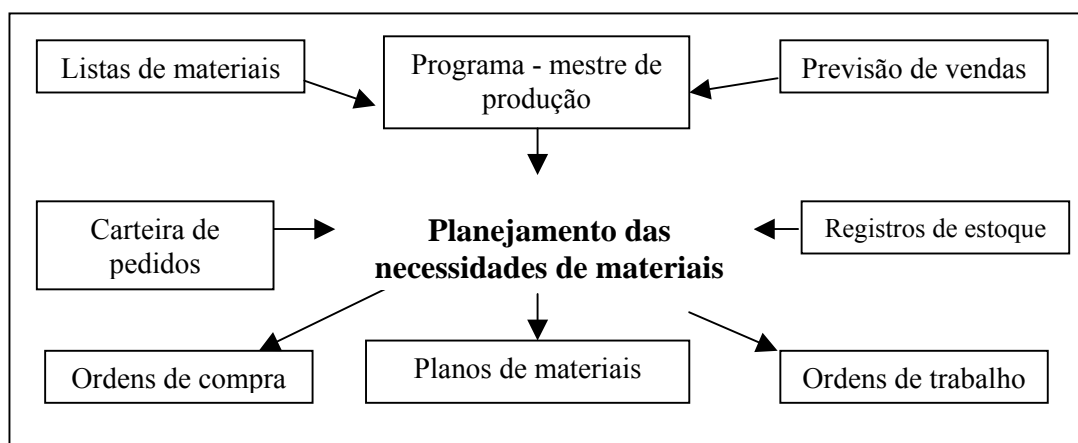 Listas de materiais
Programa - mestre de
produção
Previsão de vendas
Carteira de
pedidos
Planejamento das
necessidades de materiais
Registros de estoque
Ordens de compra
Planos de materiais
Ordens de trabalho